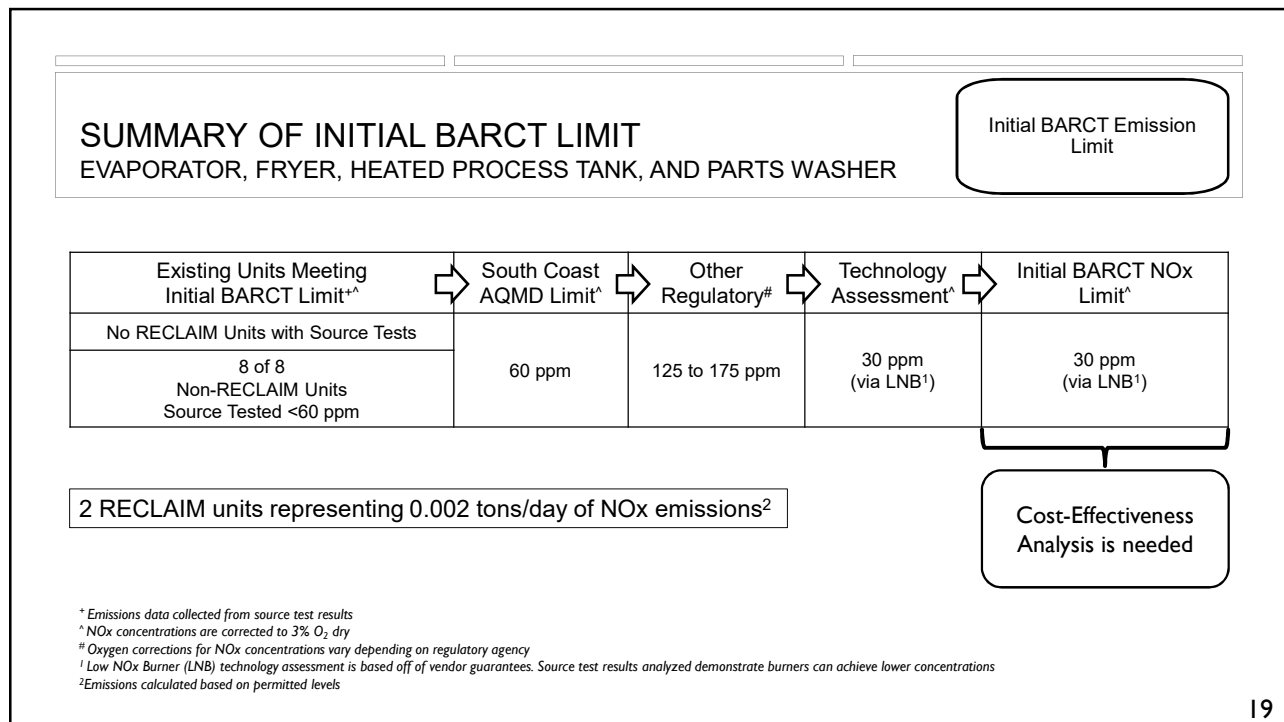 SUMMARY OF INITIAL BARCT LIMIT
EVAPORATOR, FRYER, HEATED PROCESS TANK, AND PARTS WASHER
Initial BARCT Emission
Limit
Existing Units Meeting
Initial BARCT Limit+^
South Coast
AQMD Limit^
Other
Regulatory#
Technology
Assessment^
Initial BARCT NOx
Limit^
No RECLAIM Units with Source Tests
8 of 8
Non-RECLAIM Units
Source Tested <60 ppm
60 ppm
125 to 175 ppm
30 ppm
(via LNB1)
30 ppm
(via LNB1)
2 RECLAIM units representing 0.002 tons/day of NOx emissions2
Cost-Effectiveness
Analysis is needed
+ Emissions data collected from source test results
^ NOx concentrations are corrected to 3% O2 dry
# Oxygen corrections for NOx concentrations vary depending on regulatory agency
1 Low NOx Burner (LNB) technology assessment is based off of vendor guarantees. Source test results analyzed demonstrate burners can achieve lower concentrations
2Emissions calculated based on permitted levels
19